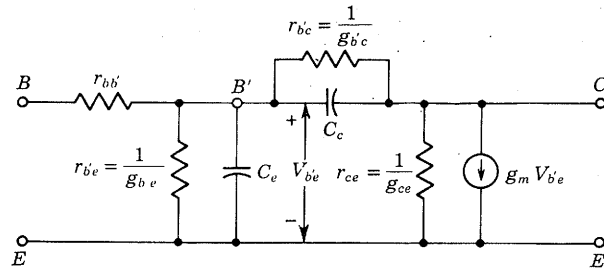 r_{b'c} = 1/g_{b'c}
B
r_{bb'}
B'
C
+
C_c
r_{b'e} = 1/g_{b e}
C_e
V_{b'e}
r_{ce} = 1/g_{ce}
g_m V_{b'e}
−
E
E